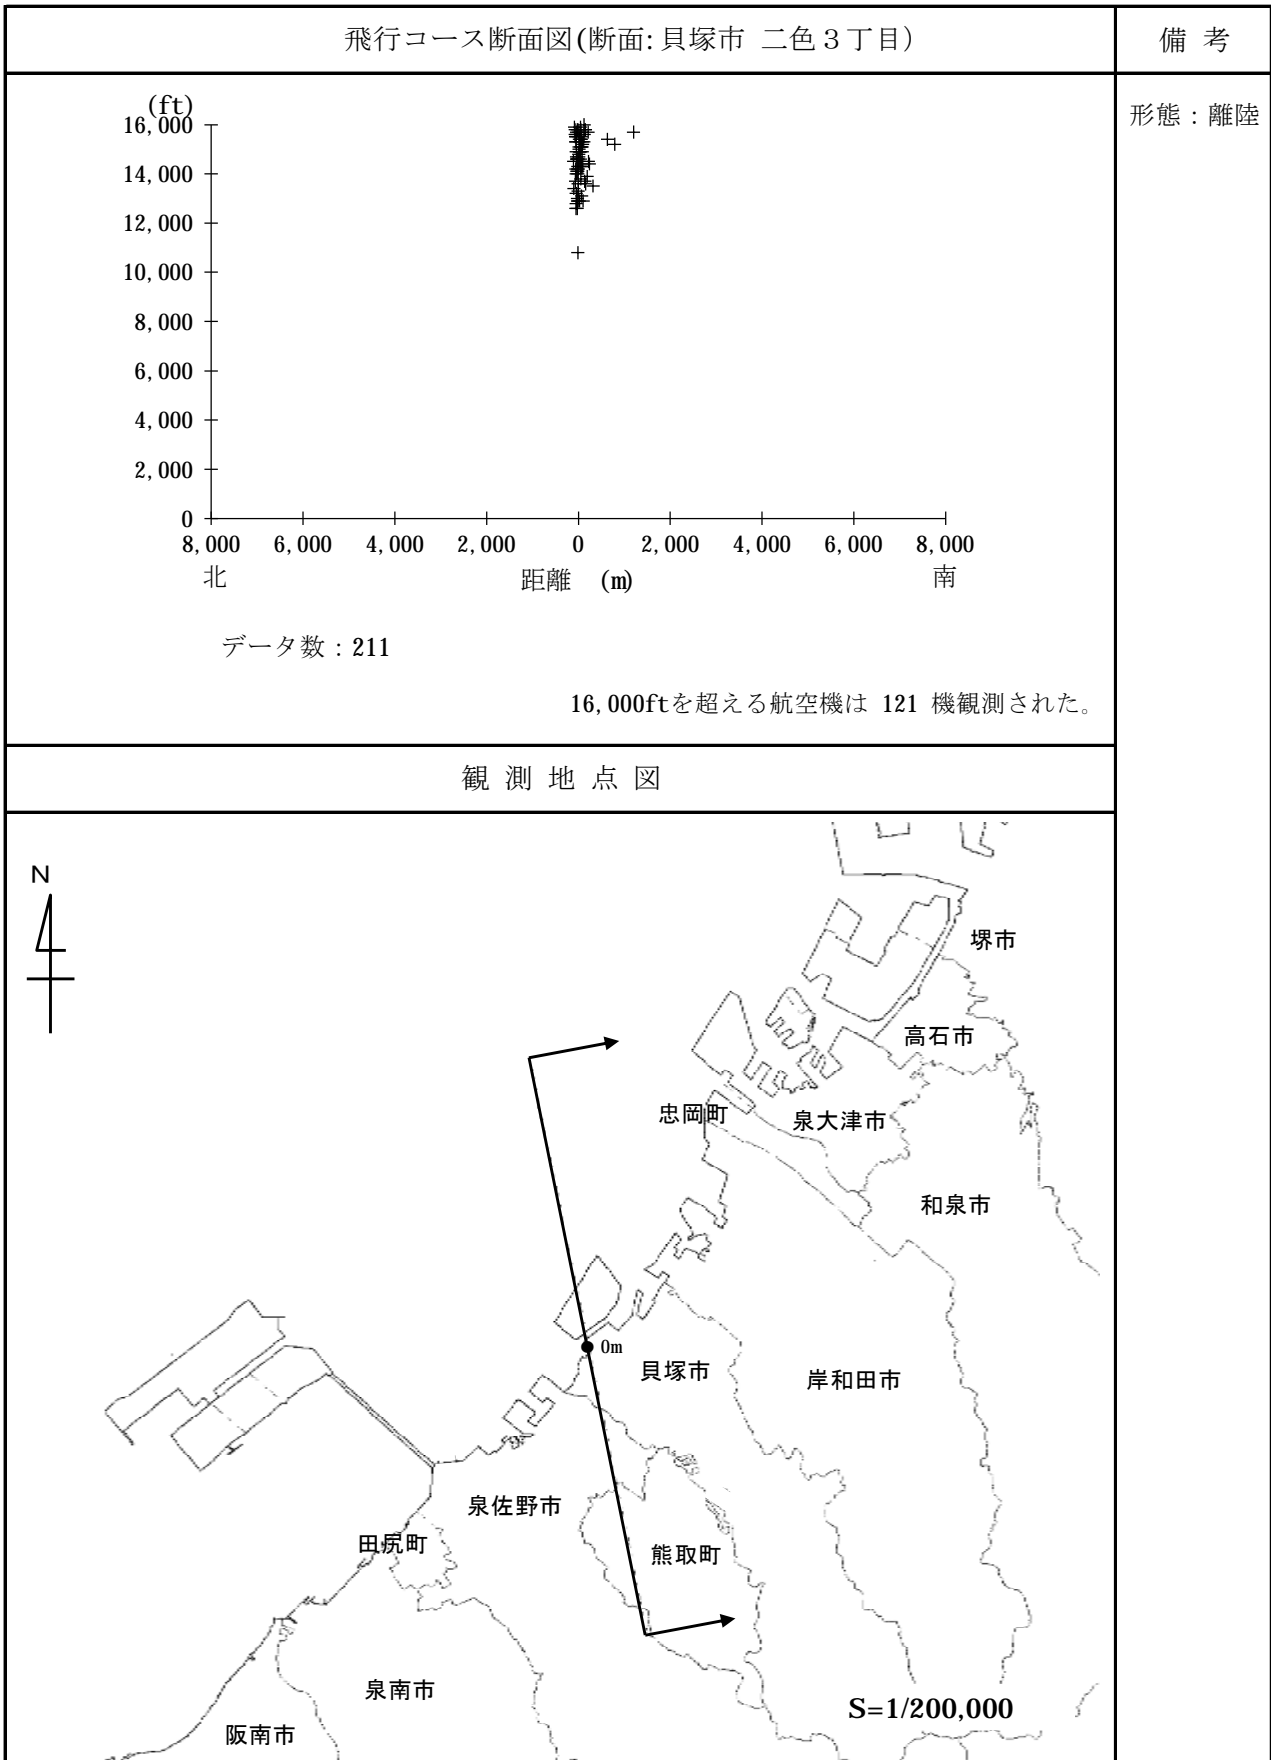 飛行コース断面図(断面:貝塚市 二色３丁目)
備 考
形態：離陸
(ft)
16,000
14,000
12,000
10,000
8,000
6,000
4,000
2,000
0
8,000 6,000 4,000 2,000 0 2,000 4,000 6,000 8,000
北 距離 (m) 南
データ数：211
16,000ftを超える航空機は 121 機観測された。
観 測 地 点 図
N
堺市
高石市
忠岡町
泉大津市
和泉市
0m
貝塚市
岸和田市
泉佐野市
田尻町
熊取町
泉南市
S=1/200,000
阪南市